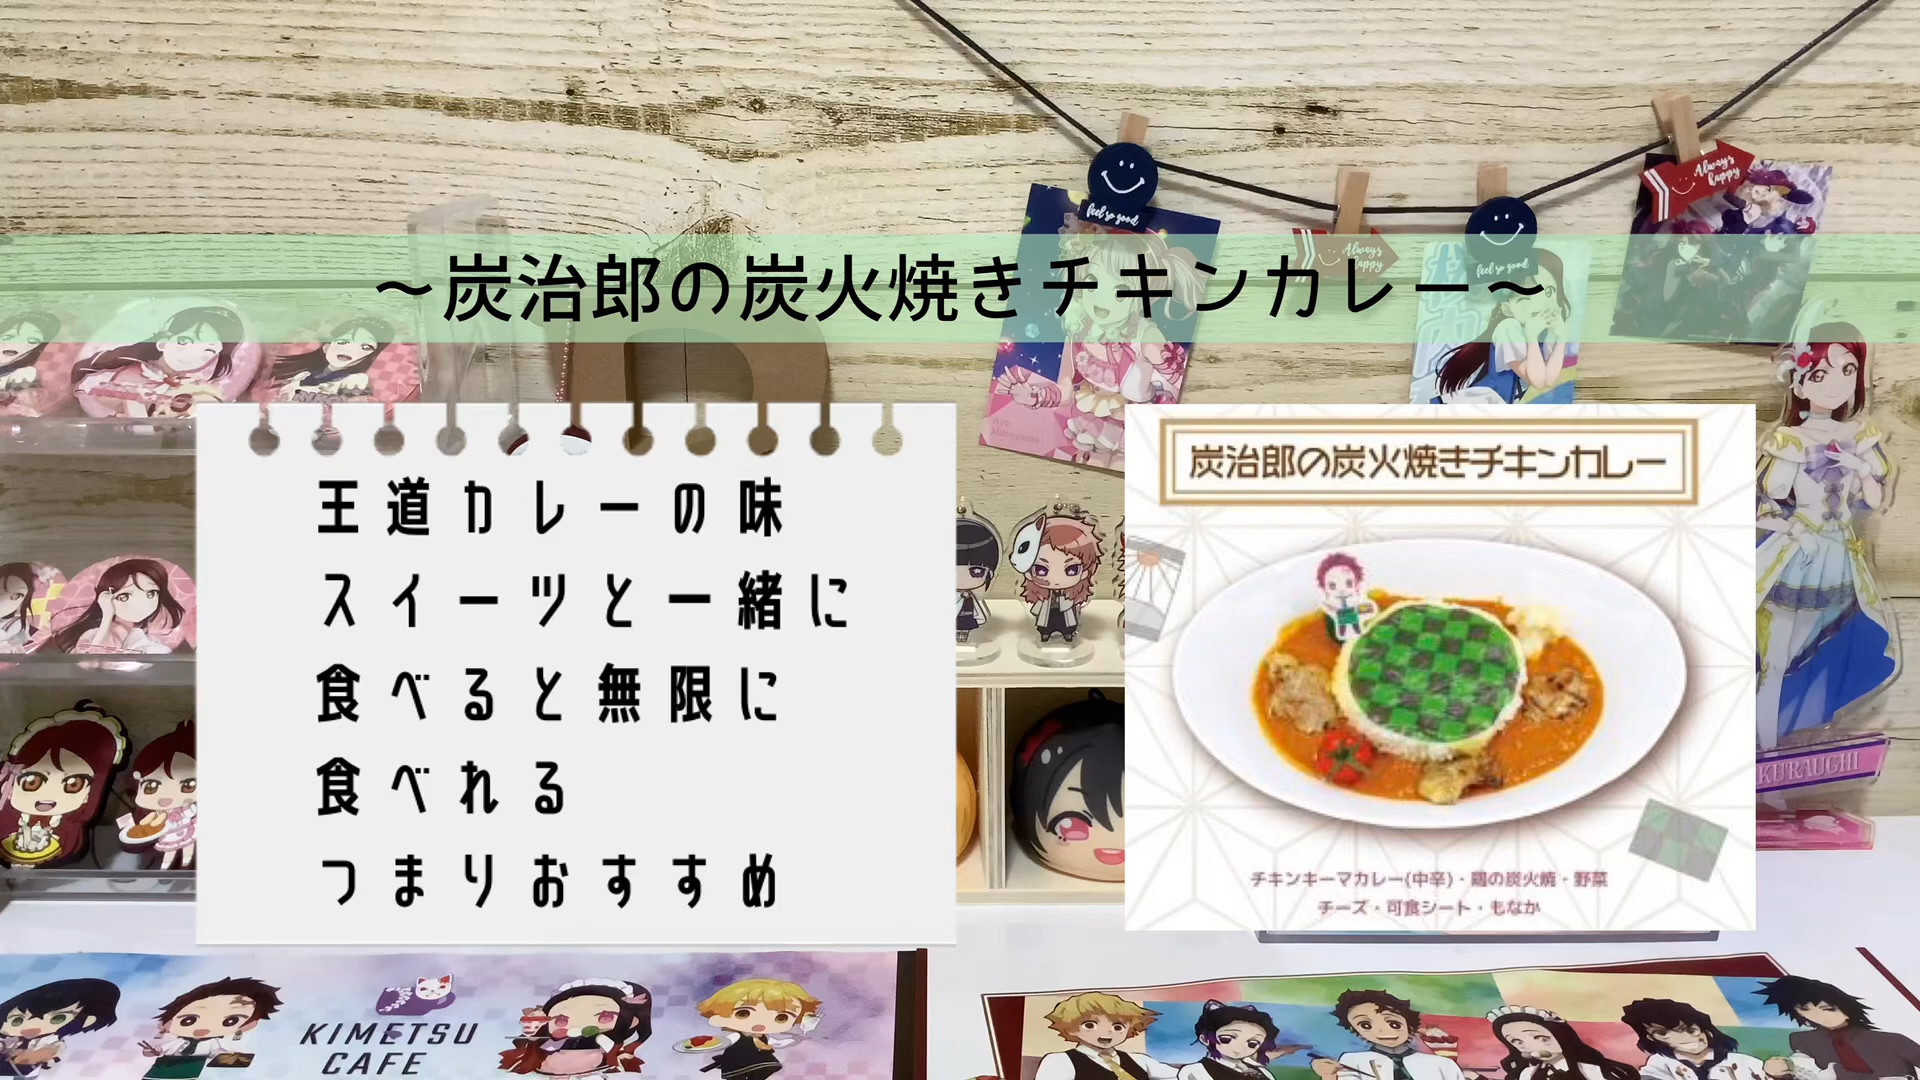 feel so good
Always happy
Always happy
feel so good
～炭治郎の炭火焼きチキンカレー～
Aya
Maruyama
王道カレーの味
スイーツと一緒に
食べると無限に
食べれる
つまりおすすめ
炭治郎の炭火焼きチキンカレー
チキンキーマカレー(中辛)・鶏の炭火焼・野菜
チーズ・可食シート・もなか
KURAUCHI
KIMETSU
CAFE